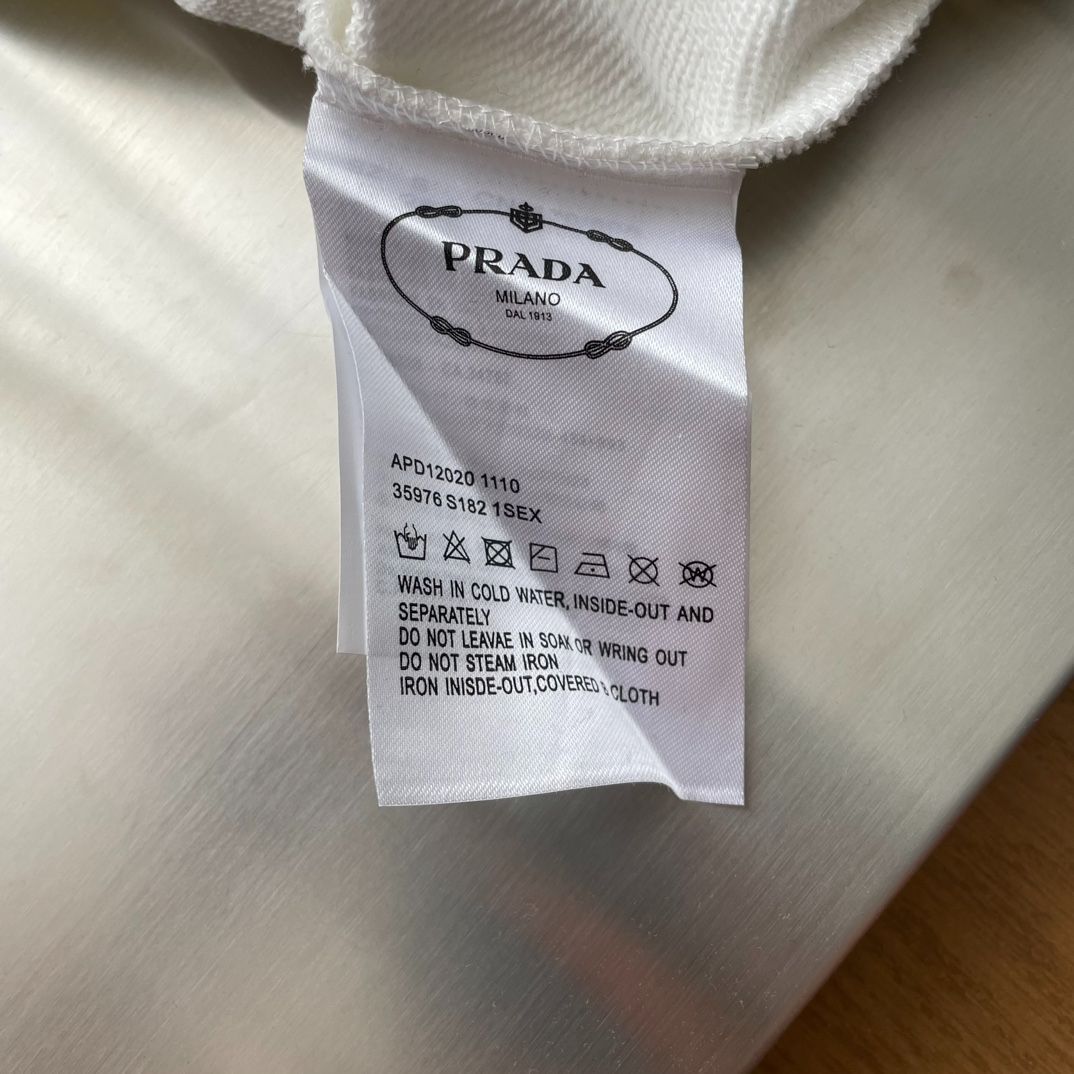 PRADA
MILANO
DAL 1913
APD12020 1110
35976 S182 1SEX
WASH IN COLD WATER, INSIDE-OUT AND
SEPARATELY
DO NOT LEAVAE IN SOAK OR WRING OUT
DO NOT STEAM IRON
IRON INISDE-OUT,COVERED CLOTH